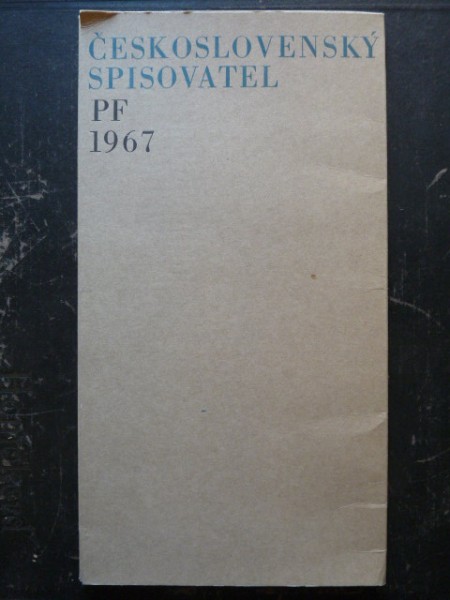 ČESKOSLOVENSKÝ
SPISOVATEL
PF
1967